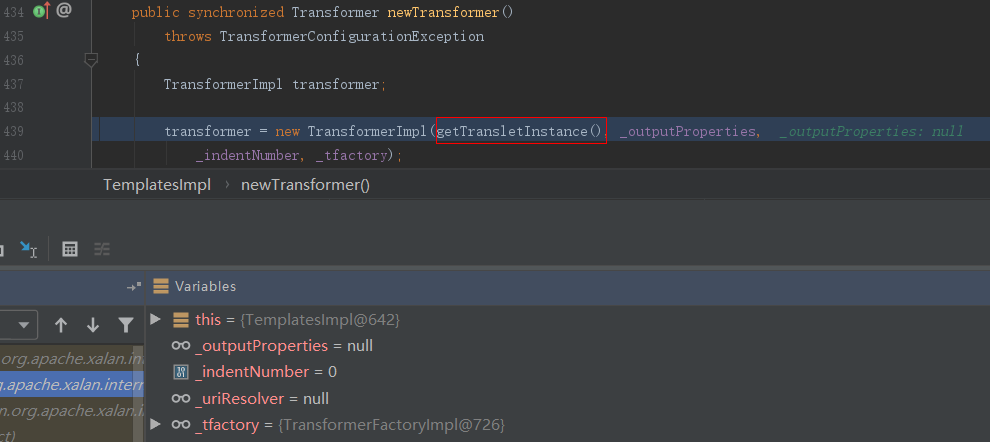 434 @ public synchronized Transformer newTransformer()
435 throws TransformerConfigurationException
436 {
437 TransformerImpl transformer;
438
439 transformer = new TransformerImpl(getTransletInstance(), _outputProperties, _outputProperties: null
440 _indentNumber, _tfactory);
TemplatesImpl › newTransformer()
Variables
this = {TemplatesImpl@642}
_outputProperties = null
_indentNumber = 0
_uriResolver = null
_tfactory = {TransformerFactoryImpl@726}
org.apache.xalan.in
g.apache.xalan.intern
n.org.apache.xalan.i
ct)